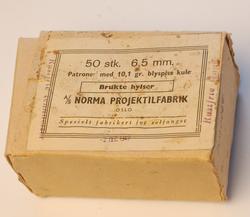 50 stk. 6,5 mm.
Patroner med 10,1 gr. blyspiss kule
Brukte hylser
A/S NORMA PROJEKTILFABRIK
OSLO
Spesielt fabrikert for selfangst
Rustfrie